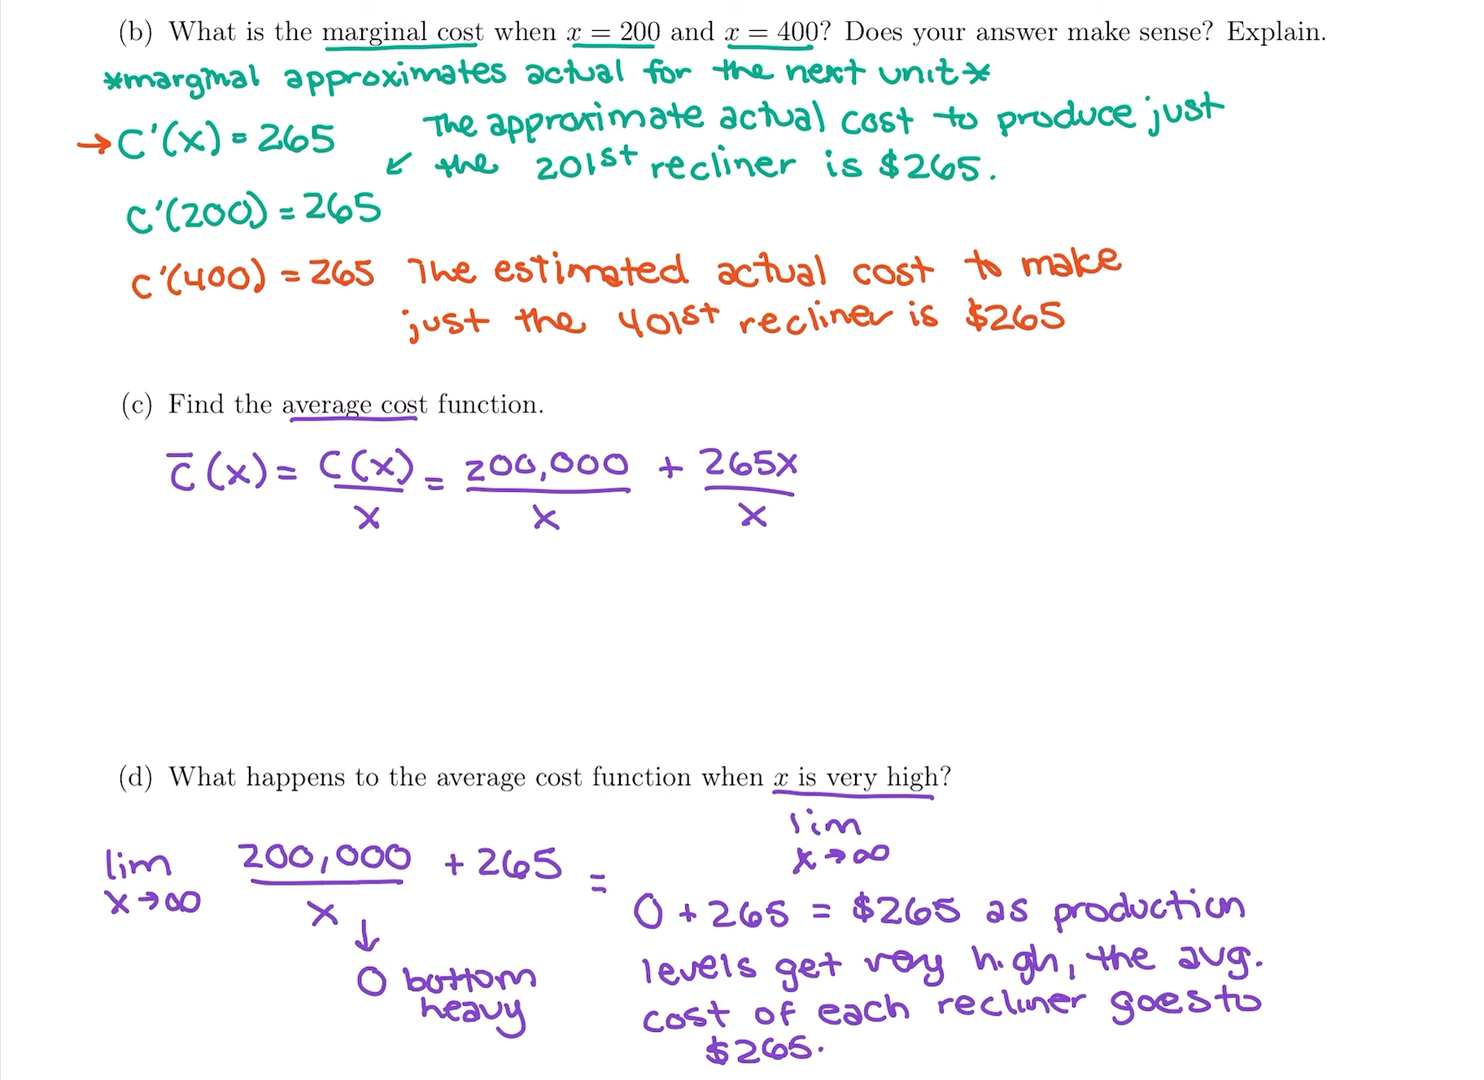 (b) What is the marginal cost when x = 200 and x = 400? Does your answer make sense? Explain.
*marginal approximates actual for the next unit*
→ C'(x) = 265
The approximate actual cost to produce just
↙ the 201st recliner is $265.
C'(200) = 265
C'(400) = 265 The estimated actual cost to make
just the 401st recliner is $265
(c) Find the average cost function.
C̅(x) = C(x)/x = 200,000/x + 265x/x
(d) What happens to the average cost function when x is very high?
lim x→∞
lim x→∞ 200,000/x + 265 =
↓
0 bottom
heavy
0 + 265 = $265 as production
levels get very high, the avg.
cost of each recliner goes to
$265.